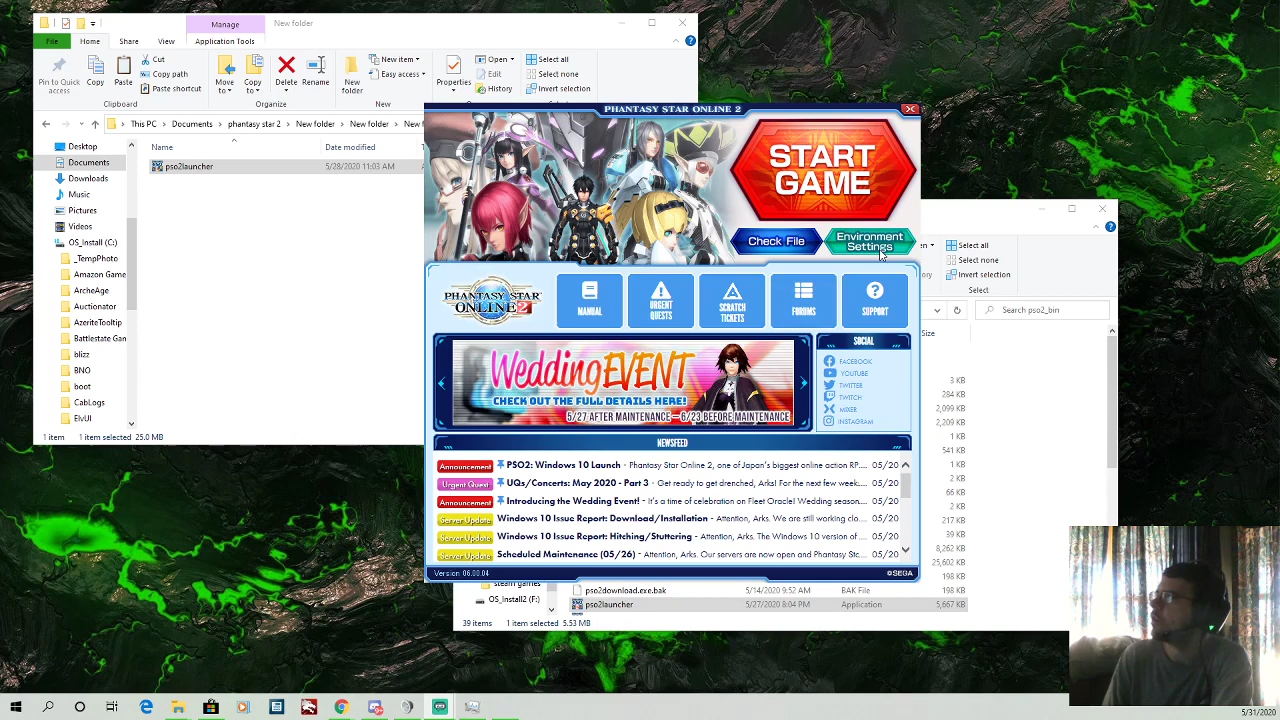 Manage
New folder
File
Home
Share
View
Application Tools
Pin to Quick access
Copy
Paste
Cut
Copy path
Paste shortcut
Clipboard
Move to
Copy to
Delete
Rename
Organize
New folder
New item
Easy access
New
Properties
Open
Edit
History
Select all
Select none
Invert selection
This PC > Documents > phantasy star 2 > New folder > New folder > New f
Name
Date modified
Desktop
Documents
Downloads
Music
Pictures
Videos
OS_Install (C:)
_TempPhoto
Amazon Game
ArcheAge
Auctionator
AzeriteTooltip
Battlestate Gan
blizz
BNO
boot
CabLogs
ElvUI
pso2launcher
5/28/2020 11:03 AM
1 item
1 item selected
25.0 MB
PHANTASY STAR ONLINE 2
START GAME
Check File
Environment Settings
PHANTASY STAR ONLINE 2
MANUAL
URGENT QUESTS
SCRATCH TICKETS
FORUMS
SUPPORT
Wedding EVENT
CHECK OUT THE FULL DETAILS HERE!
5/27 AFTER MAINTENANCE – 6/23 BEFORE MAINTENANCE
SOCIAL
FACEBOOK
YOUTUBE
TWITTER
TWITCH
MIXER
INSTAGRAM
NEWSFEED
Announcement PSO2: Windows 10 Launch - Phantasy Star Online 2, one of Japan's biggest online action RP.... 05/20
Urgent Quest UQs/Concerts: May 2020 - Part 3 - Get ready to get drenched, Arks! For the next few week.... 05/20
Announcement Introducing the Wedding Event! - It's a time of celebration on Fleet Oracle! Wedding season.... 05/20
Server Update Windows 10 Issue Report: Download/Installation - Attention, Arks. We are still working clo.... 05/20
Server Update Windows 10 Issue Report: Hitching/Stuttering - Attention, Arks. The Windows 10 version of .... 05/20
Server Update Scheduled Maintenance (05/26) - Attention, Arks. Our servers are now open and Phantasy Sta.... 05/20
Version: 06.00.04
©SEGA
Select all
Select none
Invert selection
Select
Search pso2_bin
Size
3 KB
284 KB
2,099 KB
2,209 KB
1 KB
541 KB
1 KB
66 KB
2 KB
217 KB
39 KB
8,262 KB
25,602 KB
198 KB
steam games
OS_Install2 (F:)
pso2download.exe.bak
5/14/2020 9:52 AM
BAK File
198 KB
pso2launcher
5/27/2020 8:04 PM
Application
5,667 KB
39 items
1 item selected
5.53 MB
5/31/2020